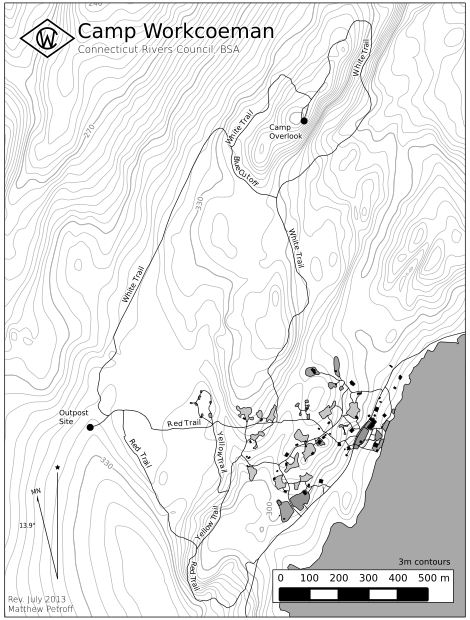 CW
Camp Workcoeman
Connecticut Rivers Council, BSA
240
White Trail
270
White Trail
Camp
Overlook
Blue Cutoff
330
White Trail
White Trail
Outpost
Site
Red Trail
Red Trail
Yellow Trail
330
300
MN
13.9°
Yellow Trail
Red Trail
3m contours
0 100 200 300 400 500 m
Rev. July 2013
Matthew Petroff